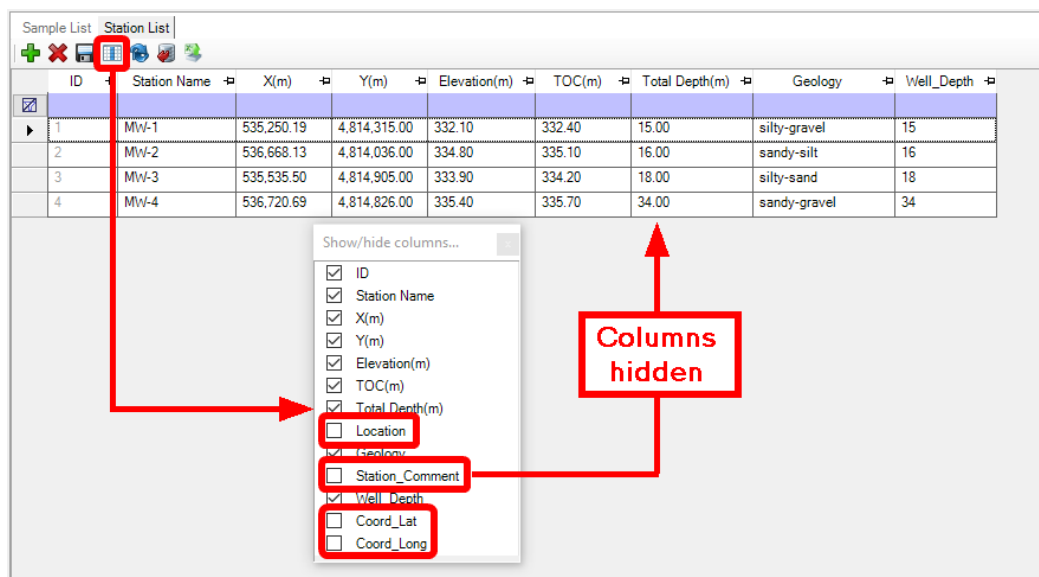 Sample List Station List
ID Station Name X(m) Y(m) Elevation(m) TOC(m) Total Depth(m) Geology Well_Depth
1 MW-1 535,250.19 4,814,315.00 332.10 332.40 15.00 silty-gravel 15
2 MW-2 536,668.13 4,814,036.00 334.80 335.10 16.00 sandy-silt 16
3 MW-3 535,535.50 4,814,905.00 333.90 334.20 18.00 silty-sand 18
4 MW-4 536,720.69 4,814,826.00 335.40 335.70 34.00 sandy-gravel 34
Show/hide columns... x
ID
Station Name
X(m)
Y(m)
Elevation(m)
TOC(m)
Total Depth(m)
Location
Geology
Station_Comment
Well_Depth
Coord_Lat
Coord_Long
Columns
hidden